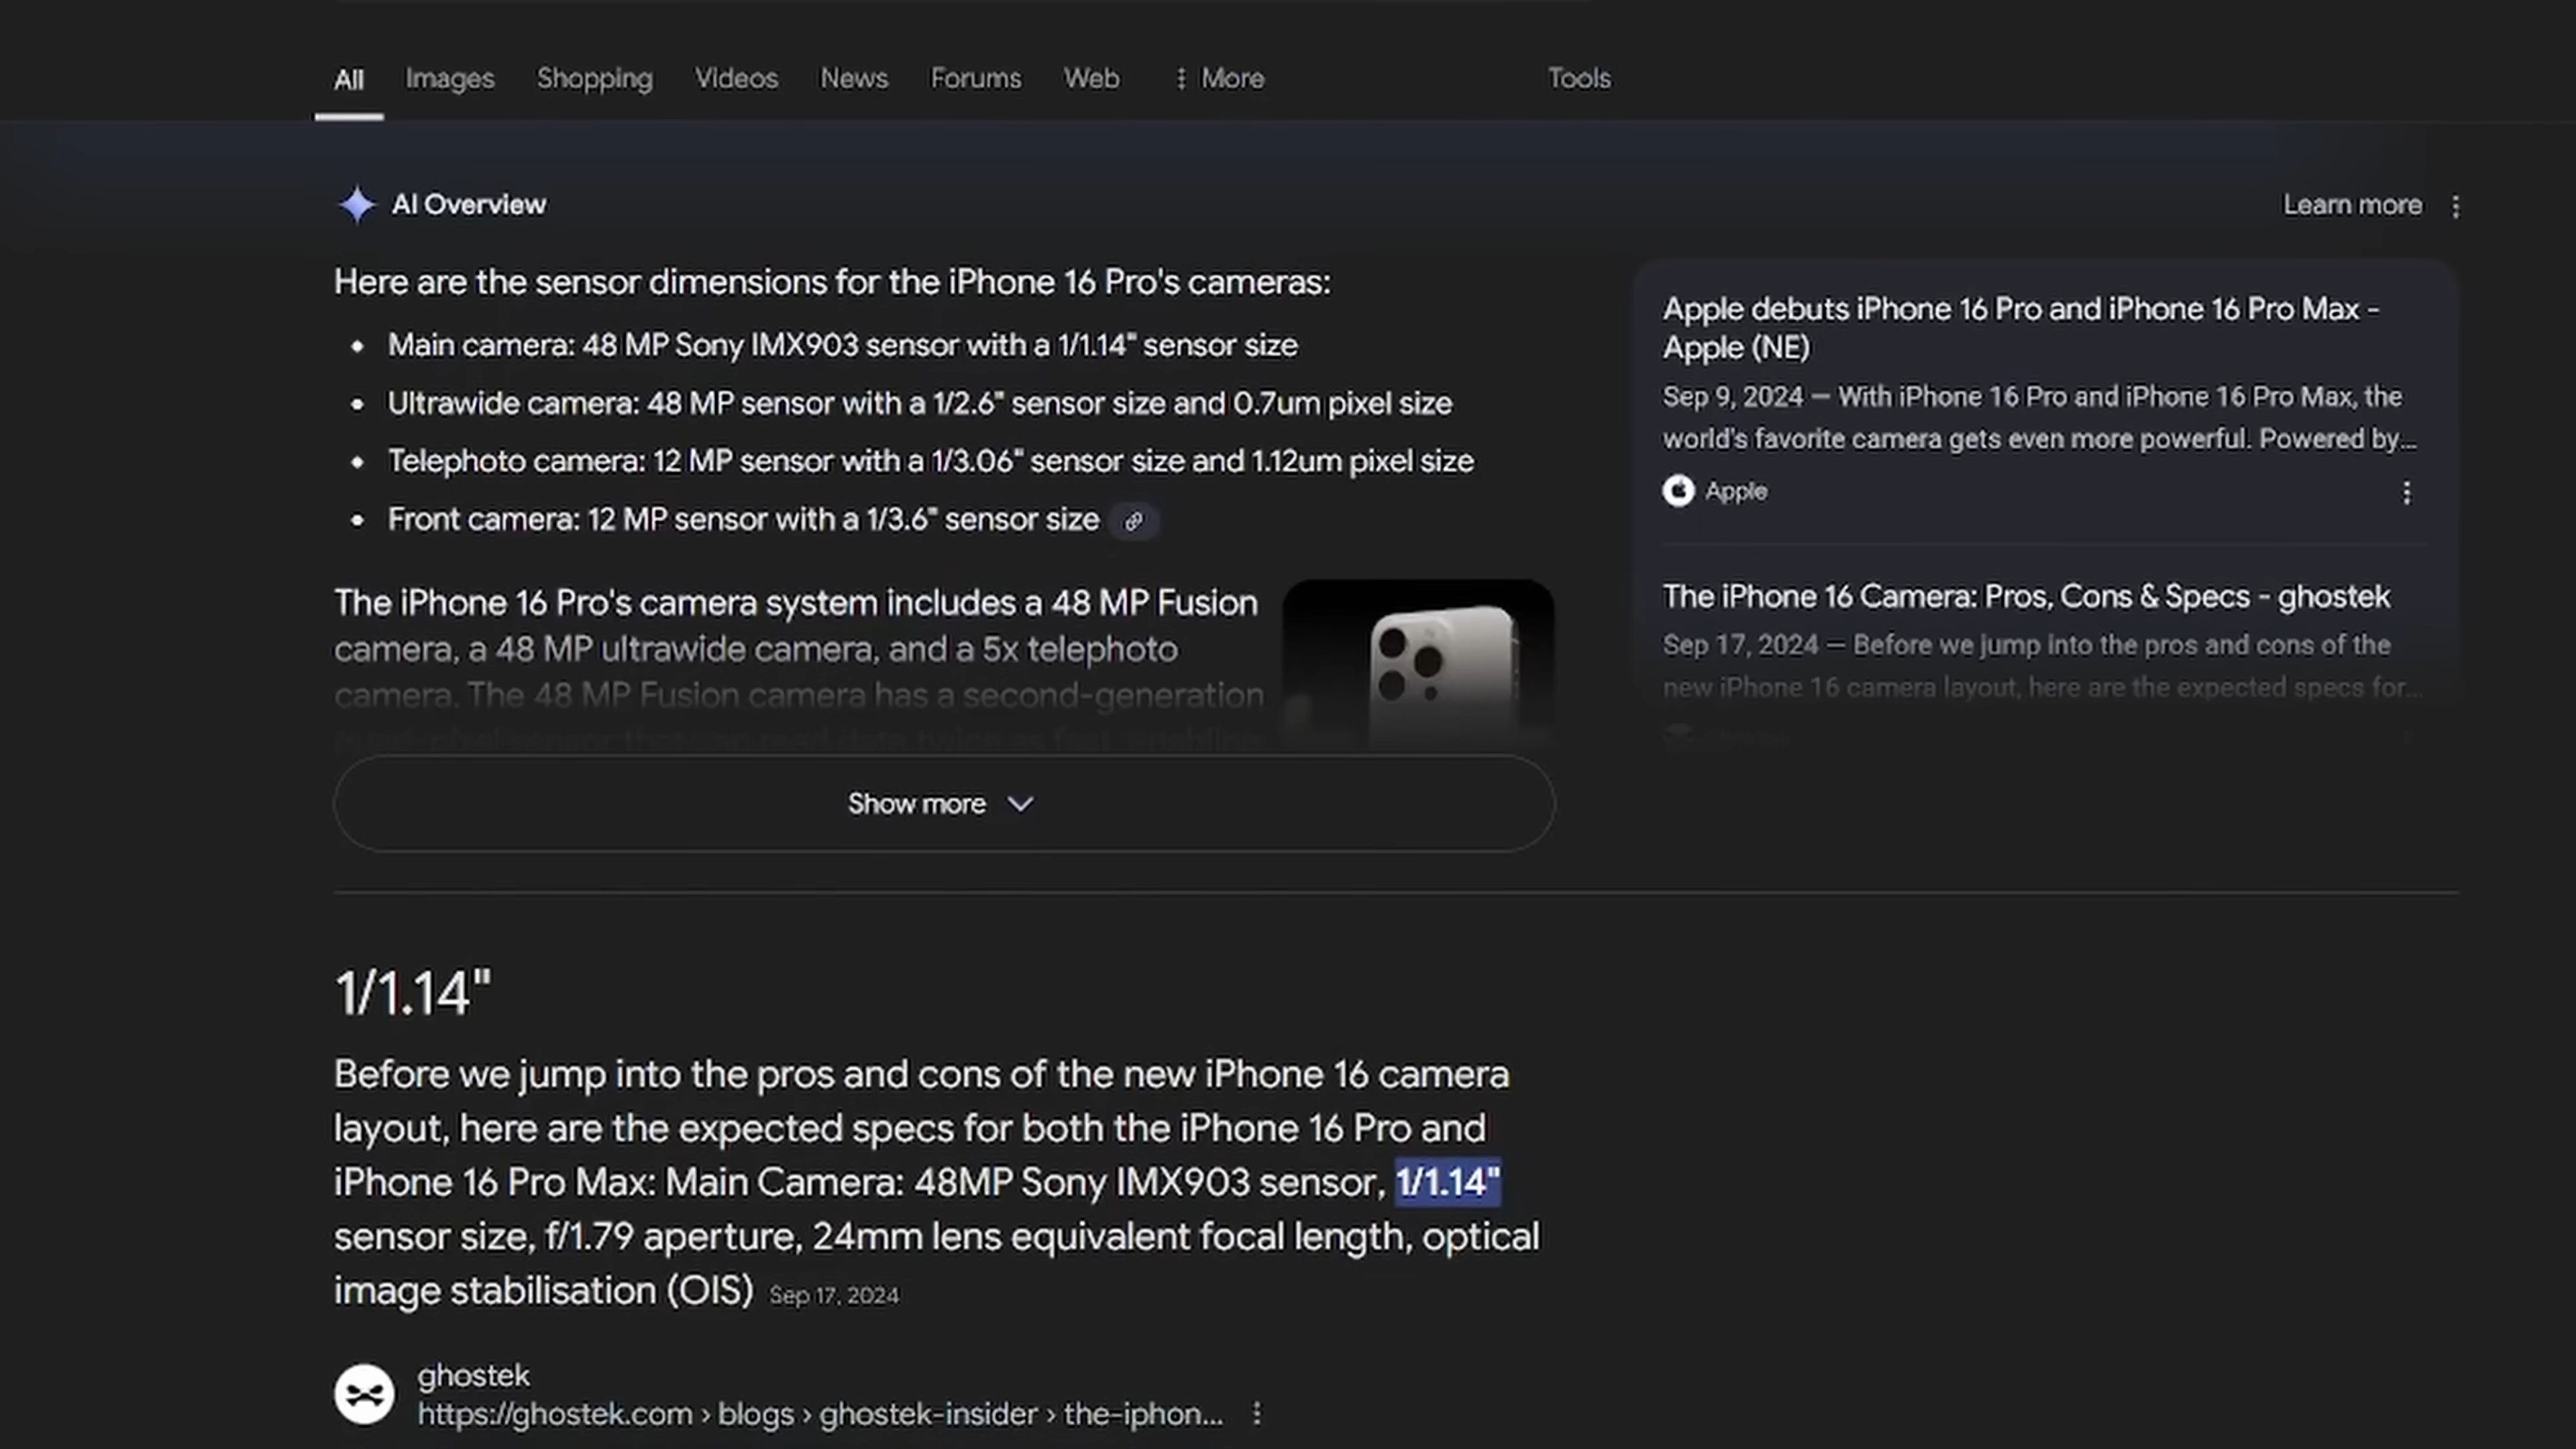 All Images Shopping Videos News Forums Web More Tools
AI Overview
Learn more
Here are the sensor dimensions for the iPhone 16 Pro's cameras:
• Main camera: 48 MP Sony IMX903 sensor with a 1/1.14" sensor size
• Ultrawide camera: 48 MP sensor with a 1/2.6" sensor size and 0.7um pixel size
• Telephoto camera: 12 MP sensor with a 1/3.06" sensor size and 1.12um pixel size
• Front camera: 12 MP sensor with a 1/3.6" sensor size
The iPhone 16 Pro's camera system includes a 48 MP Fusion
camera, a 48 MP ultrawide camera, and a 5x telephoto
camera. The 48 MP Fusion camera has a second-generation
quad-pixel sensor that can read data twice as fast, enabling
Show more
Apple debuts iPhone 16 Pro and iPhone 16 Pro Max -
Apple (NE)
Sep 9, 2024 — With iPhone 16 Pro and iPhone 16 Pro Max, the
world's favorite camera gets even more powerful. Powered by...
Apple
The iPhone 16 Camera: Pros, Cons & Specs - ghostek
Sep 17, 2024 — Before we jump into the pros and cons of the
new iPhone 16 camera layout, here are the expected specs for...
1/1.14"
Before we jump into the pros and cons of the new iPhone 16 camera
layout, here are the expected specs for both the iPhone 16 Pro and
iPhone 16 Pro Max: Main Camera: 48MP Sony IMX903 sensor, 1/1.14"
sensor size, f/1.79 aperture, 24mm lens equivalent focal length, optical
image stabilisation (OIS) Sep 17, 2024
ghostek
https://ghostek.com › blogs › ghostek-insider › the-iphon...